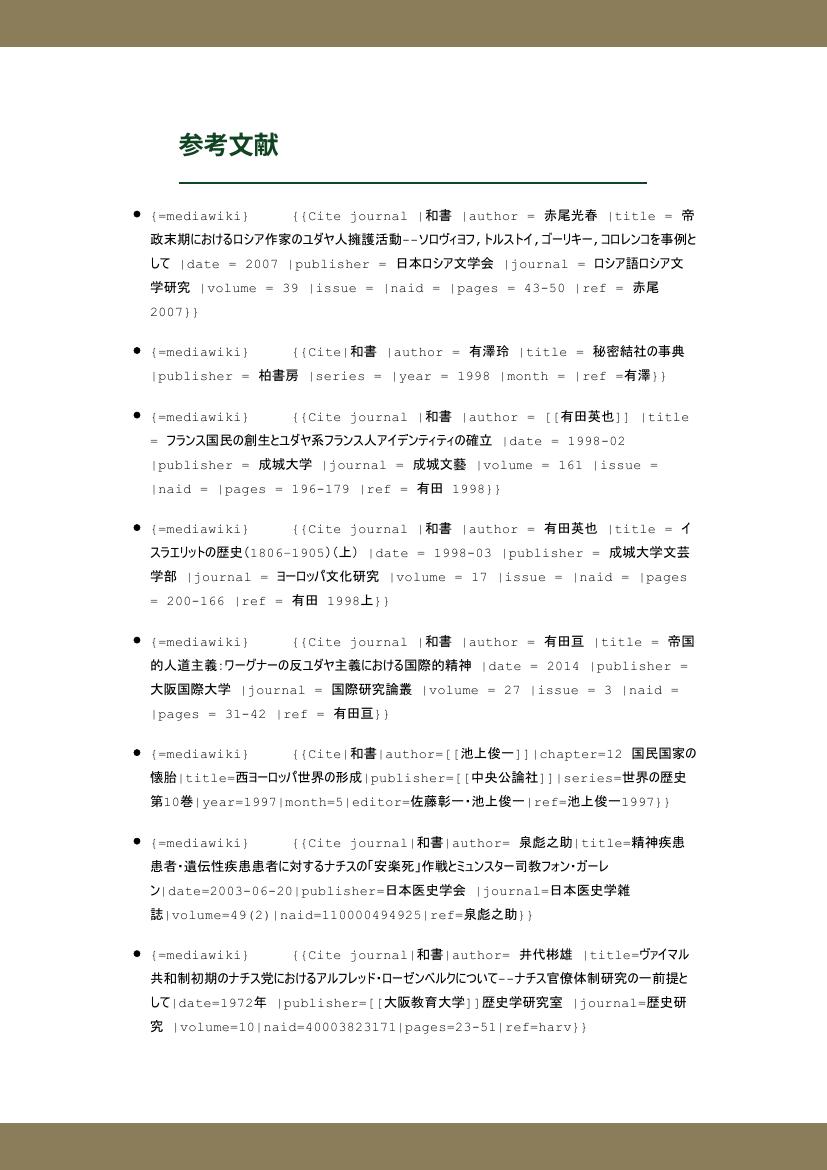 参考文献
• {=mediawiki} {{Cite journal |和書 |author = 赤尾光春 |title = 帝
政末期におけるロシア作家のユダヤ人擁護活動--ソロヴィヨフ,トルストイ,ゴーリキー,コロレンコを事例と
して |date = 2007 |publisher = 日本ロシア文学会 |journal = ロシア語ロシア文
学研究 |volume = 39 |issue = |naid = |pages = 43-50 |ref = 赤尾
2007}}
• {=mediawiki} {{Cite|和書 |author = 有澤玲 |title = 秘密結社の事典
|publisher = 柏書房 |series = |year = 1998 |month = |ref =有澤}}
• {=mediawiki} {{Cite journal |和書 |author = [[有田英也]] |title
= フランス国民の創生とユダヤ系フランス人アイデンティティの確立 |date = 1998-02
|publisher = 成城大学 |journal = 成城文藝 |volume = 161 |issue =
|naid = |pages = 196-179 |ref = 有田 1998}}
• {=mediawiki} {{Cite journal |和書 |author = 有田英也 |title = イ
スラエリットの歴史(1806-1905)(上) |date = 1998-03 |publisher = 成城大学文芸
学部 |journal = ヨーロッパ文化研究 |volume = 17 |issue = |naid = |pages
= 200-166 |ref = 有田 1998上}}
• {=mediawiki} {{Cite journal |和書 |author = 有田亘 |title = 帝国
的人道主義:ワーグナーの反ユダヤ主義における国際的精神 |date = 2014 |publisher =
大阪国際大学 |journal = 国際研究論叢 |volume = 27 |issue = 3 |naid =
|pages = 31-42 |ref = 有田亘}}
• {=mediawiki} {{Cite|和書|author=[[池上俊一]]|chapter=12 国民国家の
懐胎|title=西ヨーロッパ世界の形成|publisher=[[中央公論社]]|series=世界の歴史
第10巻|year=1997|month=5|editor=佐藤彰一・池上俊一|ref=池上俊一1997}}
• {=mediawiki} {{Cite journal|和書|author= 泉彪之助|title=精神疾患
患者・遺伝性疾患患者に対するナチスの「安楽死」作戦とミュンスター司教フォン・ガーレ
ン|date=2003-06-20|publisher=日本医史学会 |journal=日本医史学雑
誌|volume=49(2)|naid=110000494925|ref=泉彪之助}}
• {=mediawiki} {{Cite journal|和書|author= 井代彬雄 |title=ヴァイマル
共和制初期のナチス党におけるアルフレッド・ローゼンベルクについて--ナチス官僚体制研究の一前提と
して|date=1972年 |publisher=[[大阪教育大学]]歴史学研究室 |journal=歴史研
究 |volume=10|naid=40003823171|pages=23-51|ref=harv}}